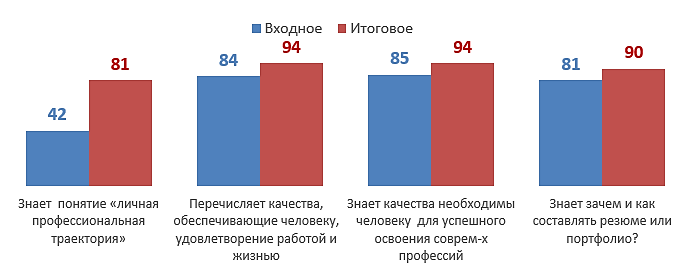 Входное Итоговое
42 81 84 94 85 94 81 90
Знает понятие «личная
профессиональная
траектория»
Перечисляет качества,
обеспечивающие человеку,
удовлетворение работой и
жизнью
Знает качества необходимы
человеку для успешного
освоения соврем-х
профессий
Знает зачем и как
составлять резюме или
портфолио?